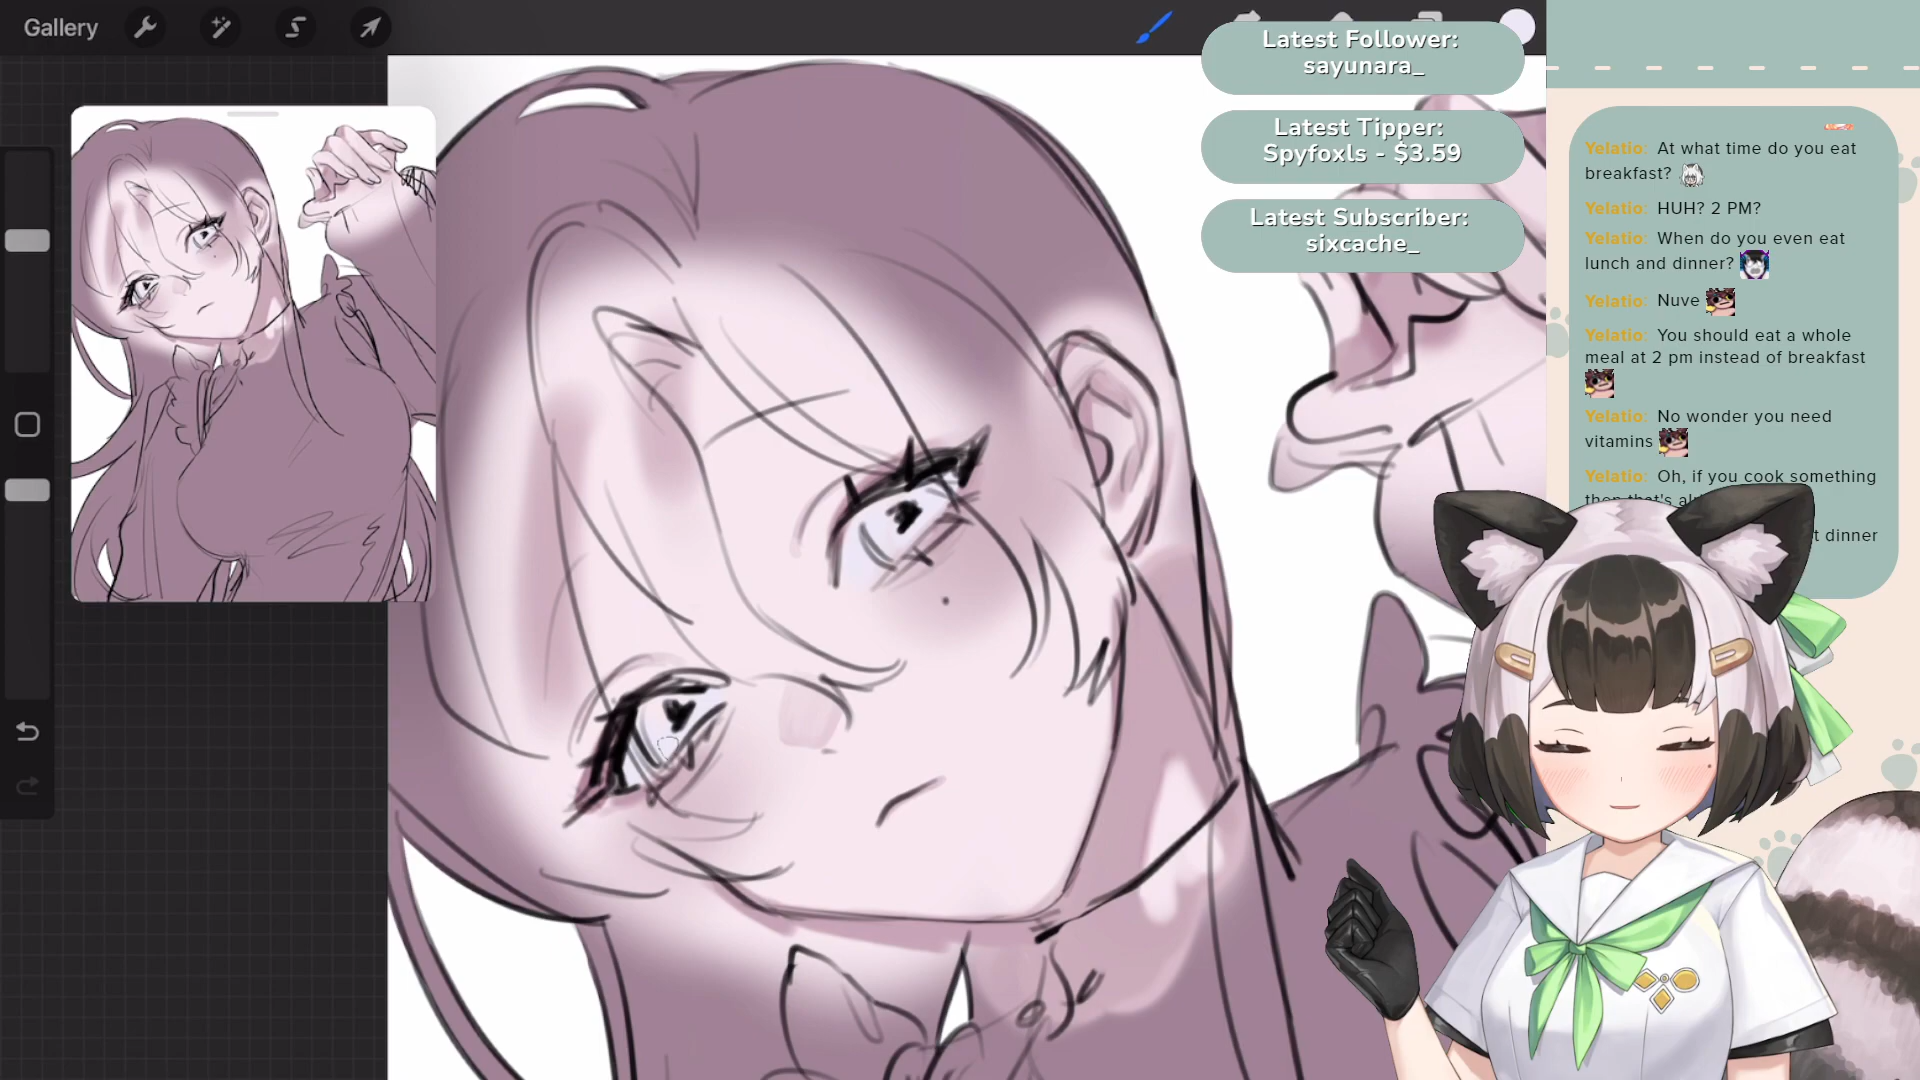 Gallery
Latest Follower:
sayunara_
Latest Tipper:
Spyfoxls - $3.59
Latest Subscriber:
sixcache_
Yelatio: At what time do you eat
breakfast?
Yelatio: HUH? 2 PM?
Yelatio: When do you even eat
lunch and dinner?
Yelatio: Nuve
Yelatio: You should eat a whole
meal at 2 pm instead of breakfast
Yelatio: No wonder you need
vitamins
Yelatio: Oh, if you cook something
then that's
t dinner